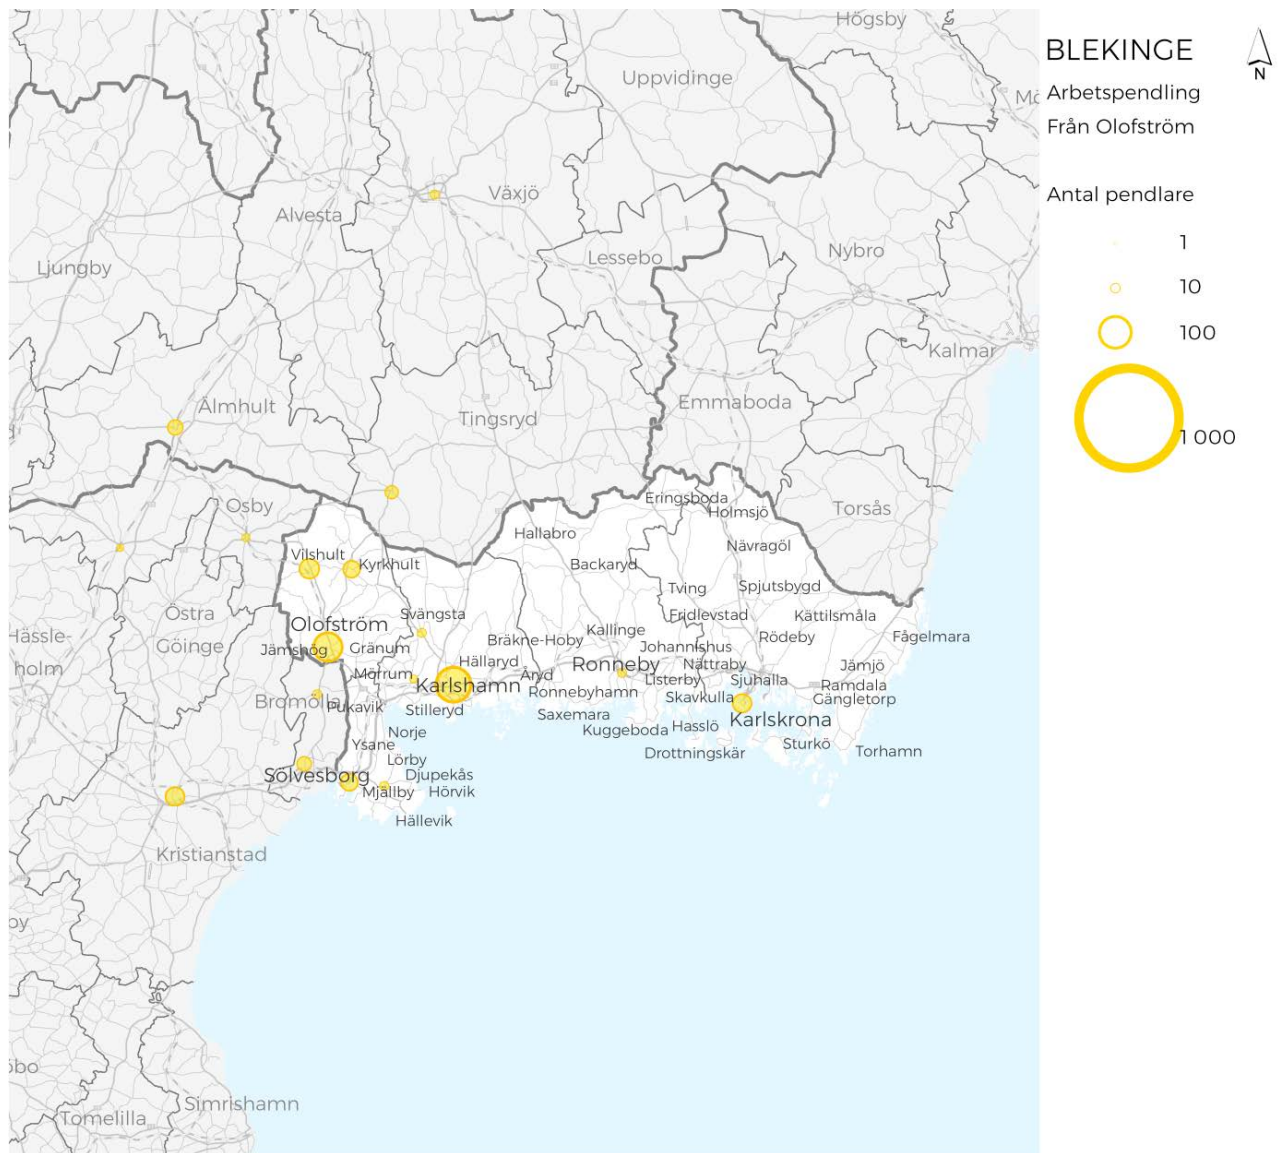 BLEKINGE
N
Arbetspendling
Från Olofström
Antal pendlare
1
10
100
1 000
Högsby
Uppvidinge
Växjö
Alvesta
Nybro
Lessebo
Ljungby
Kalmar
Älmhult
Emmaboda
Tingsryd
Eringsboda
Osby
Torsås
Holmsjö
Hallabro
Nävragöl
Vilshult
Kyrkhult
Backaryd
Tving
Spjutsbygd
Östra
Göinge
Svängsta
Fridlevstad
Kättilsmåla
Olofström
Kallinge
Hässle-
holm
Rödeby
Fågelmara
Bräkne-Hoby
Jämshög
Gränum
Johannishus
Hällaryd
Ronneby
Nättraby
Jämjö
Mörrum
Åryd
Listerby
Sjuhalla
Karlshamn
Ramdala
Ronnebyhamn
Skavkulla
Gängletorp
Bromölla
Pukavik
Stilleryd
Saxemara
Karlskrona
Kuggeboda
Hasslö
Norje
Ysane
Sturkö
Drottningskär
Torhamn
Lörby
Sölvesborg
Djupekås
Mjällby
Hörvik
Hällevik
Kristianstad
Simrishamn
Tomelilla